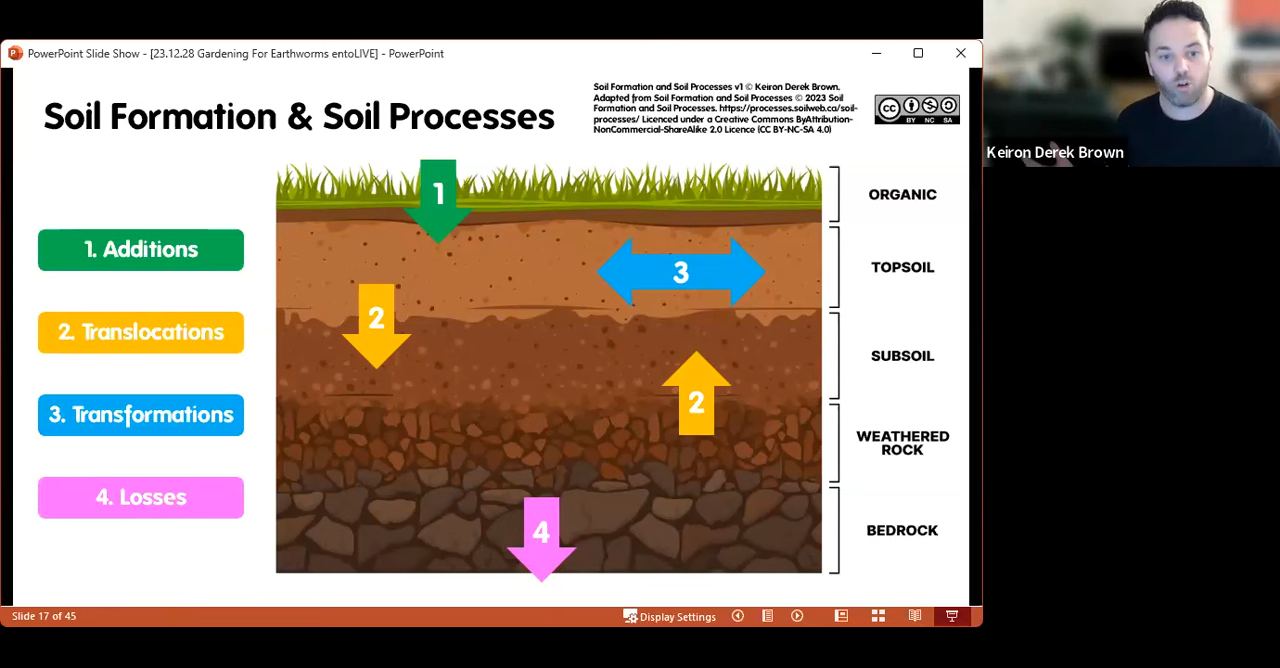 PowerPoint Slide Show - [23.12.28 Gardening For Earthworms entoLIVE] - PowerPoint
Keiron Derek Brown
Soil Formation & Soil Processes
Soil Formation and Soil Processes v1 © Keiron Derek Brown.
Adapted from Soil Formation and Soil Processes © 2023 Soil
Formation and Soil Processes. https://processes.soilweb.ca/soil-
processes/ Licenced under a Creative Commons ByAttribution-
NonCommercial-ShareAlike 2.0 Licence (CC BY-NC-SA 4.0)
cc
BY NC SA
1. Additions
2. Translocations
3. Transformations
4. Losses
1
3
2
2
4
ORGANIC
TOPSOIL
SUBSOIL
WEATHERED
ROCK
BEDROCK
Slide 17 of 45
Display Settings